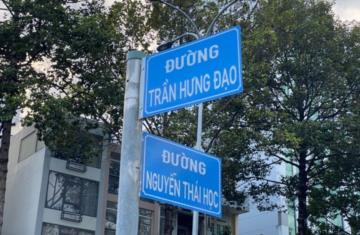 ĐƯỜNG
TRẦN HƯNG ĐẠO
ĐƯỜNG
NGUYỄN THÁI HỌC